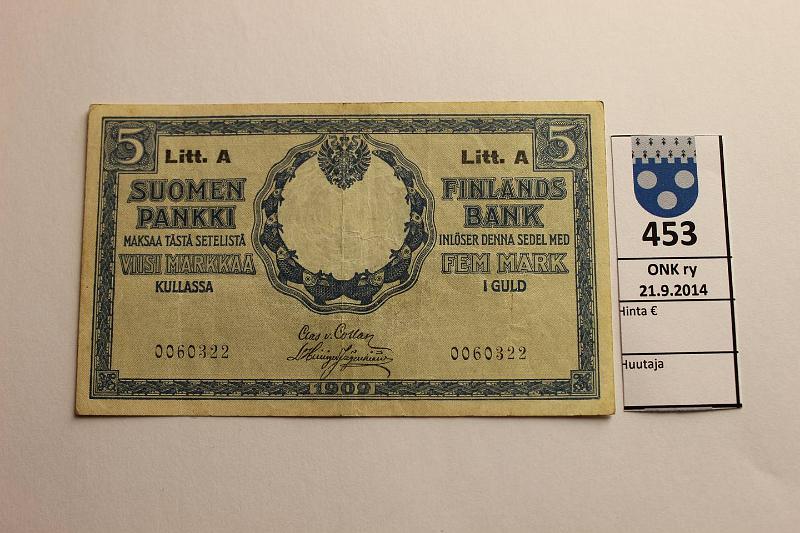 5 5
Litt. A Litt. A
SUOMEN
PANKKI
MAKSAA TÄSTÄ SETELISTÄ
VIISI MARKKAA
KULLASSA
FINLANDS
BANK
INLÖSER DENNA SEDEL MED
FEM MARK
I GULD
0060322 0060322
1909
453
ONK ry
21.9.2014
Hinta €
Huutaja